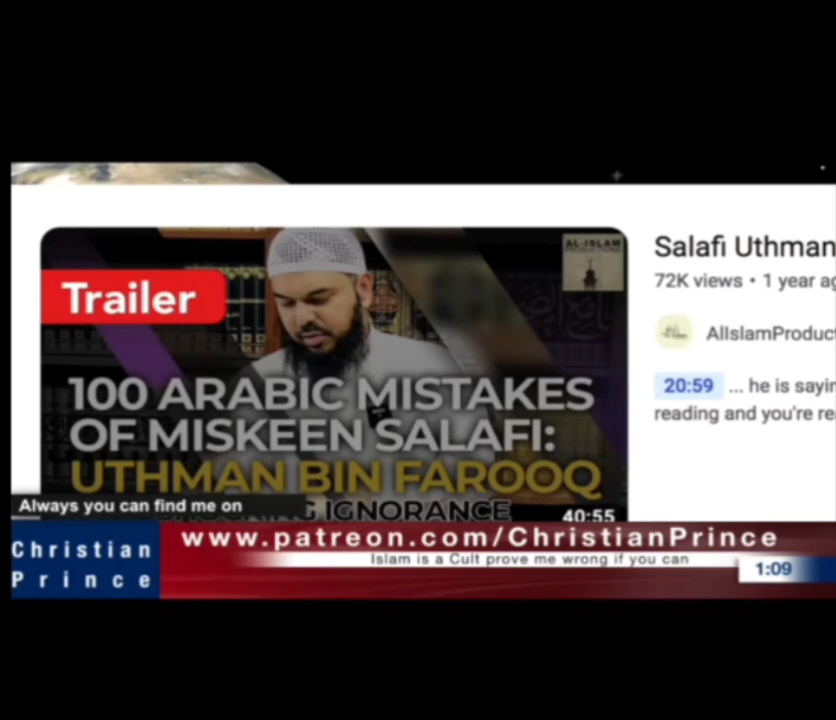 AL-ISLAM
Trailer
100 ARABIC MISTAKES
OF MISKEEN SALAFI:
UTHMAN BIN FAROOQ
IGNORANCE
40:55
Salafi Uthman
72K views • 1 year ag
AlIslamProduct
20:59 ... he is sayin
reading and you're re
Always you can find me on
Christian
Prince
www.patreon.com/ChristianPrince
Islam is a Cult prove me wrong if you can
1:09